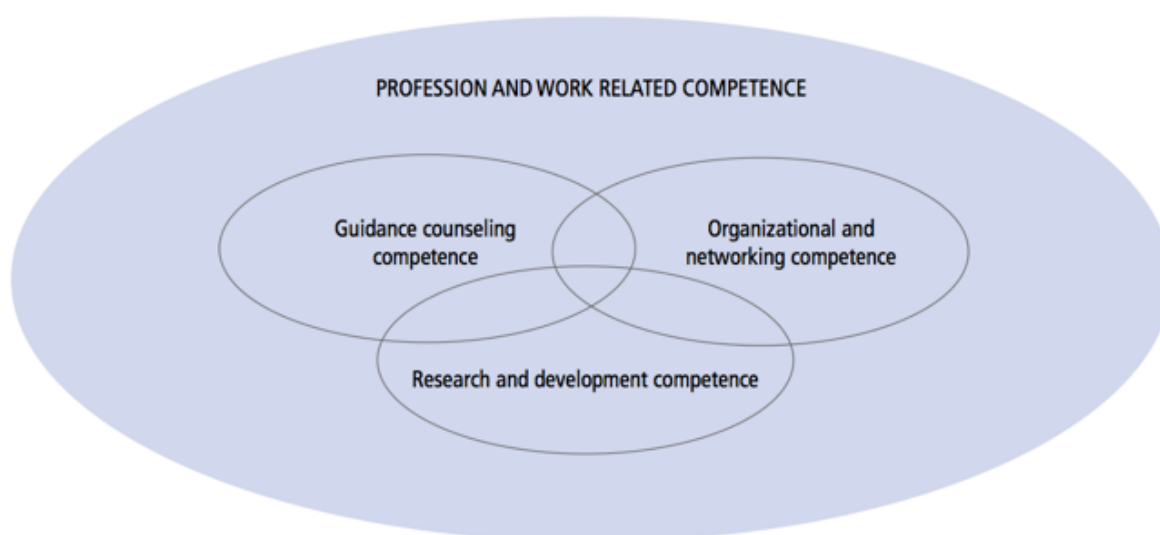 PROFESSION AND WORK RELATED COMPETENCE
Guidance counseling
competence
Organizational and
networking competence
Research and development competence